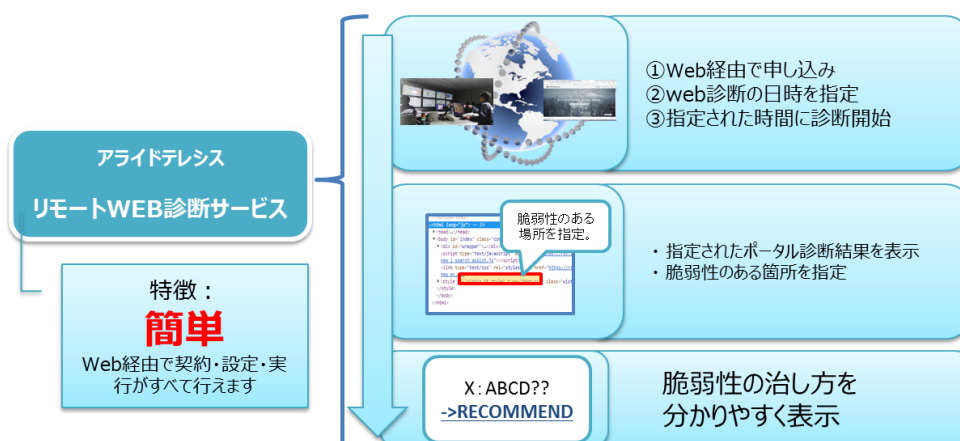 アライドテレシス
リモートWEB診断サービス
特徴：
簡単
Web経由で契約・設定・実
行がすべて行えます
①Web経由で申し込み
②web診断の日時を指定
③指定された時間に診断開始
脆弱性のある
場所を指定。
・指定されたポータル診断結果を表示
・脆弱性のある箇所を指定
X：ABCD??
->RECOMMEND
脆弱性の治し方を
分かりやすく表示